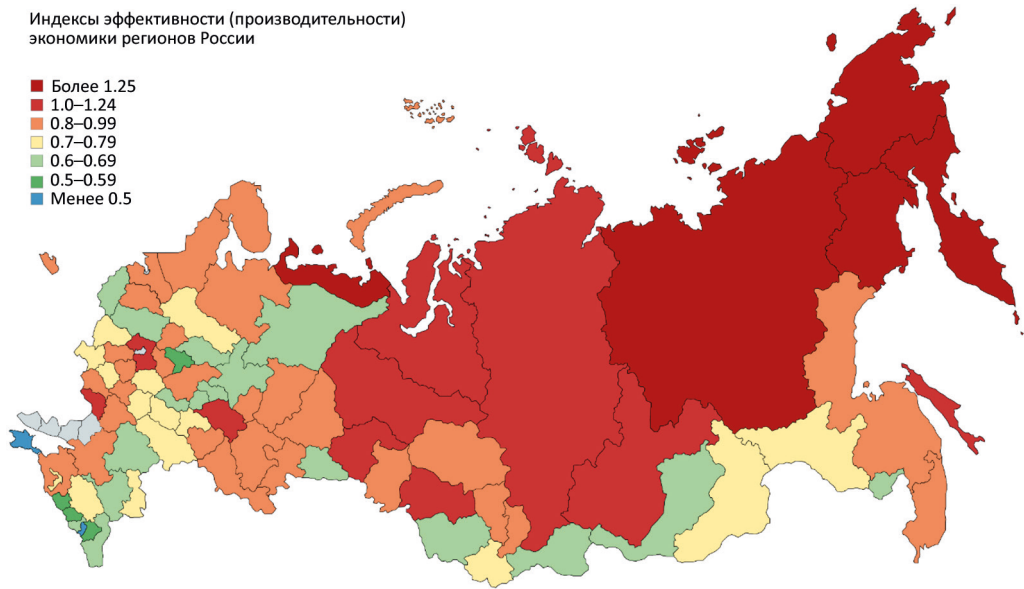 Индексы эффективности (производительности)
экономики регионов России
Более 1.25
1.0–1.24
0.8–0.99
0.7–0.79
0.6–0.69
0.5–0.59
Менее 0.5